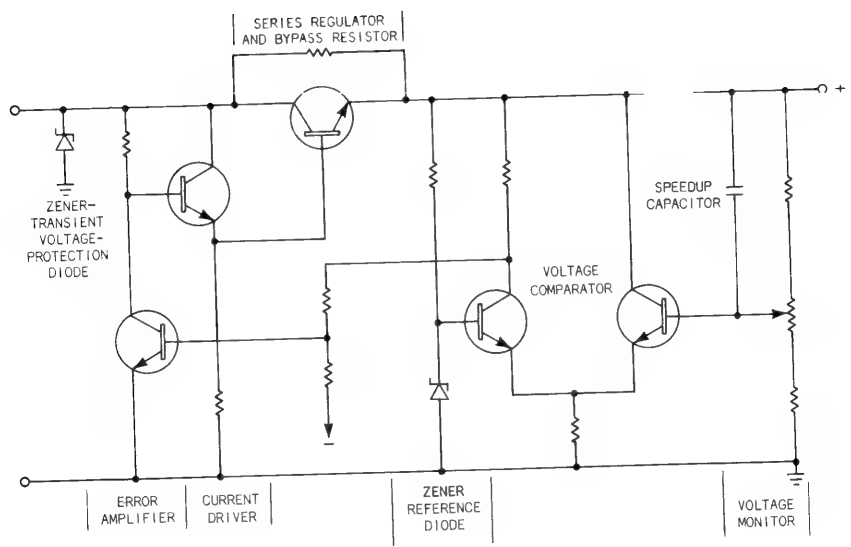 SERIES REGULATOR
AND BYPASS RESISTOR
+
ZENER-
TRANSIENT
VOLTAGE-
PROTECTION
DIODE
SPEEDUP
CAPACITOR
VOLTAGE
COMPARATOR
–
ERROR
AMPLIFIER
CURRENT
DRIVER
ZENER
REFERENCE
DIODE
VOLTAGE
MONITOR